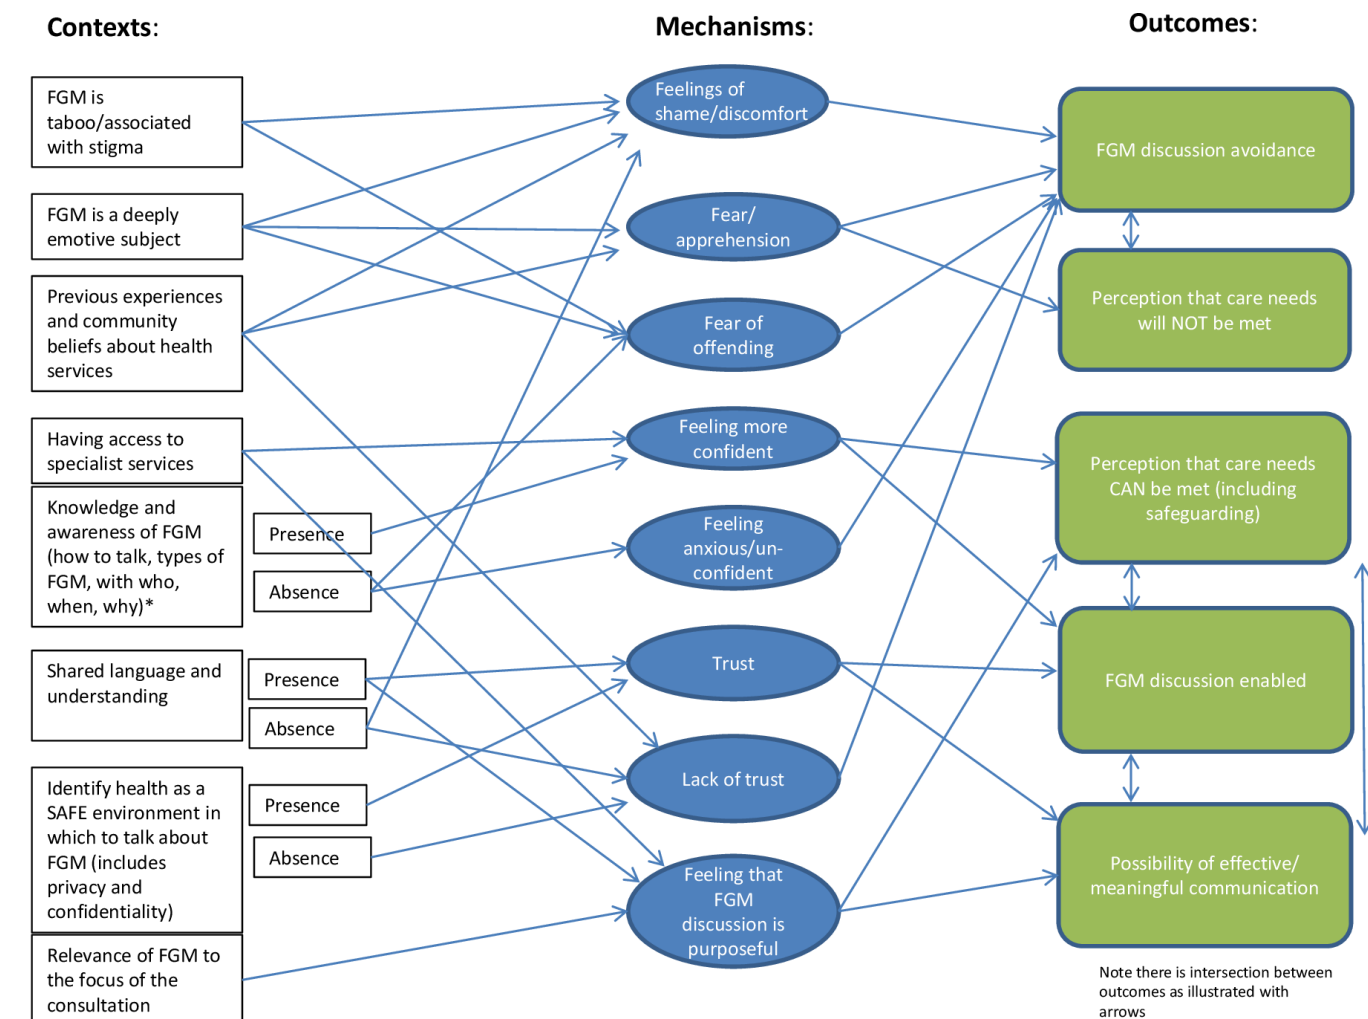 Contexts:
FGM is
taboo/associated
with stigma
FGM is a deeply
emotive subject
Previous experiences
and community
beliefs about health
services
Having access to
specialist services
Knowledge and
awareness of FGM
(how to talk, types of
FGM, with who,
when, why)*
Presence
Absence
Shared language and
understanding
Presence
Absence
Identify health as a
SAFE environment in
which to talk about
FGM (includes
privacy and
confidentiality)
Presence
Absence
Relevance of FGM to
the focus of the
consultation
Mechanisms:
Feelings of
shame/discomfort
Fear/
apprehension
Fear of
offending
Feeling more
confident
Feeling
anxious/un-
confident
Trust
Lack of trust
Feeling that
FGM
discussion is
purposeful
Outcomes:
FGM discussion avoidance
Perception that care needs
will NOT be met
Perception that care needs
CAN be met (including
safeguarding)
FGM discussion enabled
Possibility of effective/
meaningful communication
Note there is intersection between
outcomes as illustrated with
arrows